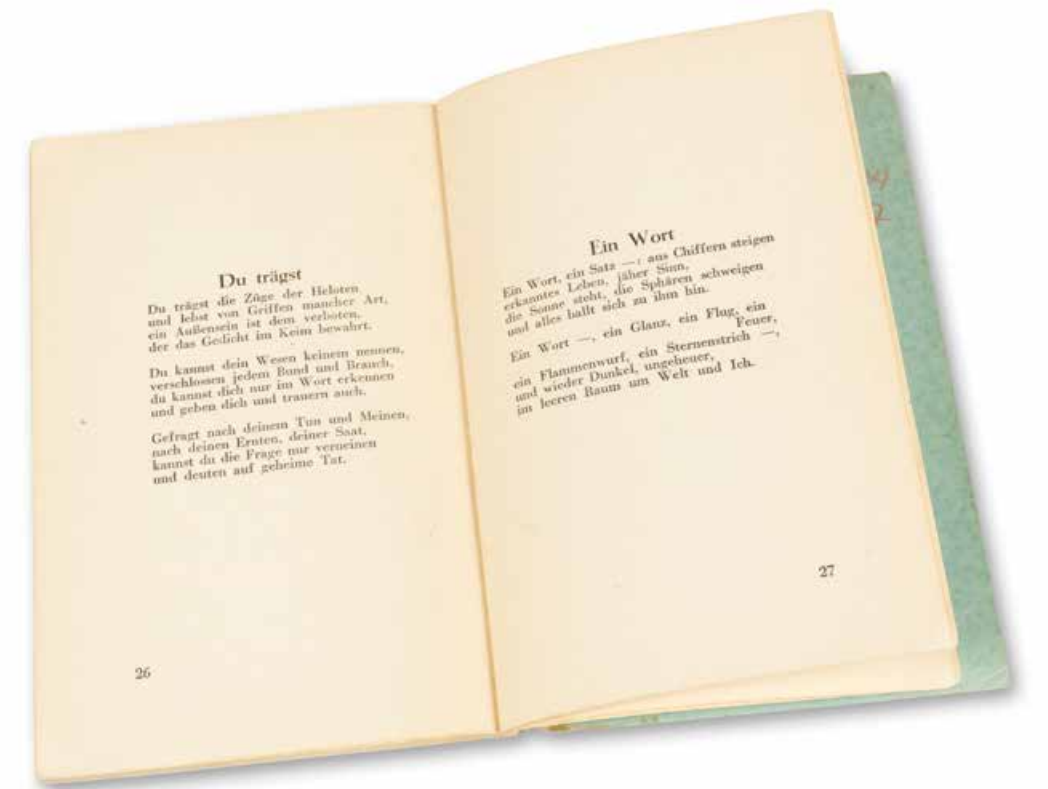 Du trägst
Du trägst die Züge der Heloten
und lebst von Griffen mancher Art,
ein Außensein ist dem verboten,
der das Gedicht im Keim bewahrt.
Du kannst dein Wesen keinem nennen,
verschlossen jedem Bund und Brauch,
du kannst dich nur im Wort erkennen
und geben dich und trauern auch.
Gefragt nach deinem Tun und Meinen,
nach deinen Ernten, deiner Saat,
kannst du die Frage nur verneinen
und deuten auf geheime Tat.
26
Ein Wort
Ein Wort, ein Satz —: aus Chiffern steigen
erkanntes Leben, jäher Sinn,
die Sonne steht, die Sphären schweigen
und alles ballt sich zu ihm hin.
Ein Wort —, ein Glanz, ein Flug, ein
Feuer,
ein Flammenwurf, ein Sternenstrich —,
und wieder Dunkel, ungeheuer,
im leeren Raum um Welt und Ich.
27